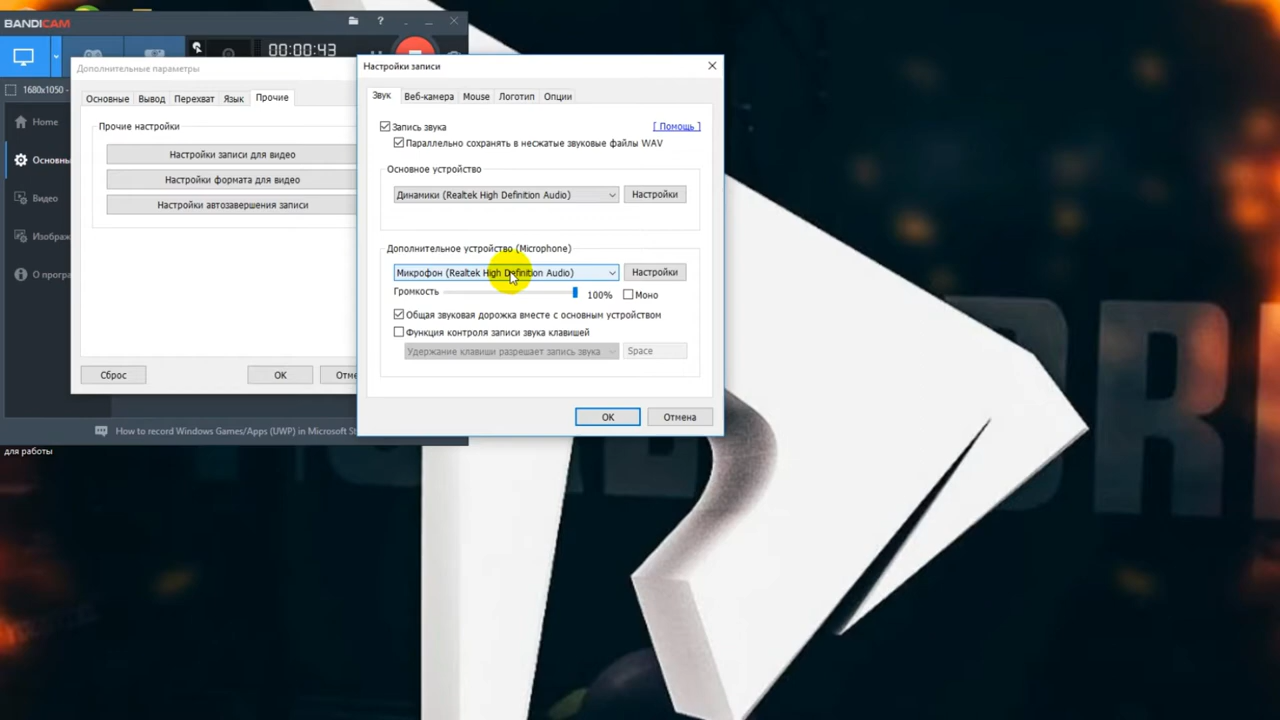 BANDICAM
?
00:00:43
1680x1050 -
Home
Основны
Видео
Изображ
О програ
How to record Windows Games/Apps (UWP) in Microsoft St
для работы
Дополнительные параметры
Основные Вывод Перехват Язык Прочие
Прочие настройки
Настройки записи для видео
Настройки формата для видео
Настройки автозавершения записи
Сброс OK Отме
Настройки записи
Звук Веб-камера Mouse Логотип Опции
Запись звука [ Помощь ]
Параллельно сохранять в несжатые звуковые файлы WAV
Основное устройство
Динамики (Realtek High Definition Audio) Настройки
Дополнительное устройство (Microphone)
Микрофон (Realtek High Definition Audio) Настройки
Громкость 100% Моно
Общая звуковая дорожка вместе с основным устройством
Функция контроля записи звука клавишей
Удержание клавиши разрешает запись звука Space
OK Отмена